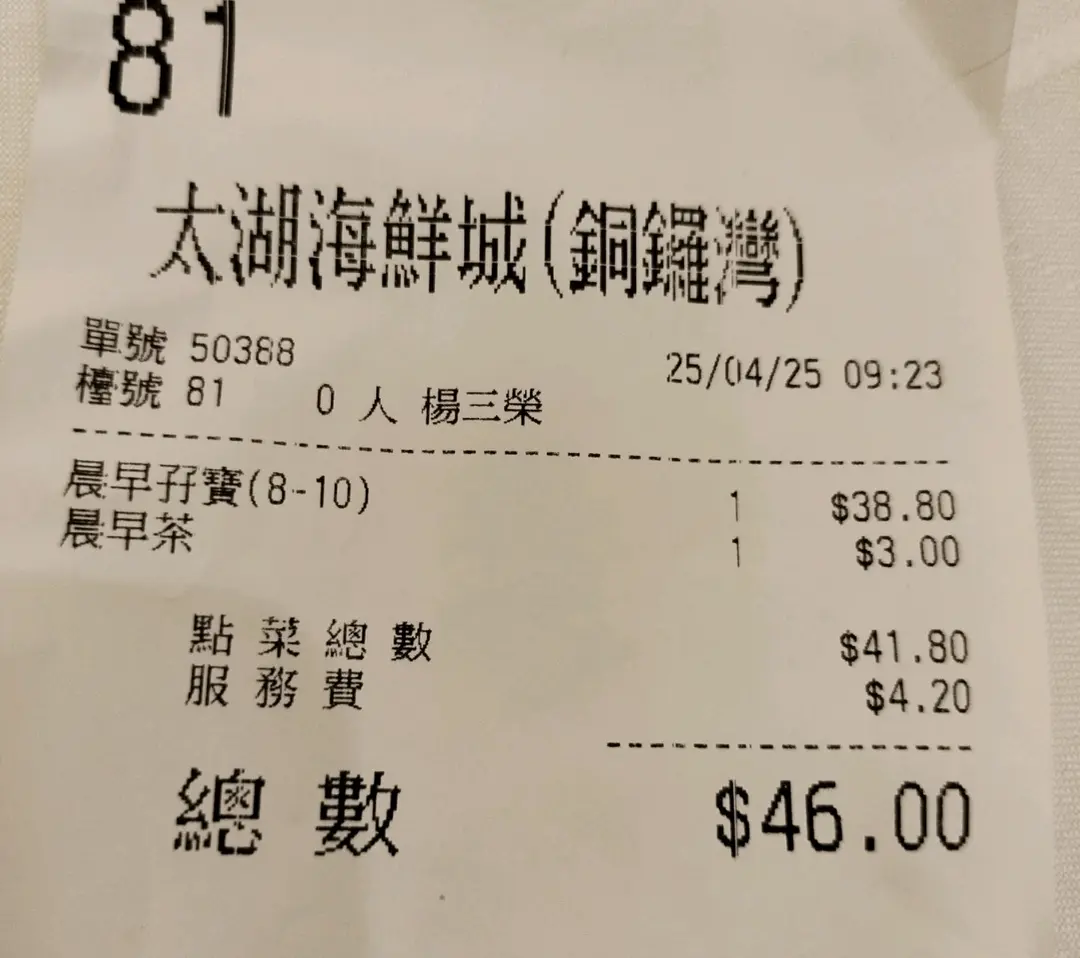 81
太湖海鮮城(銅鑼灣)
單號 50388 25/04/25 09:23
檯號 81 0 人 楊三榮
晨早孖寶(8-10) 1 $38.80
晨早茶 1 $3.00
點菜總數 $41.80
服務費 $4.20
總數 $46.00